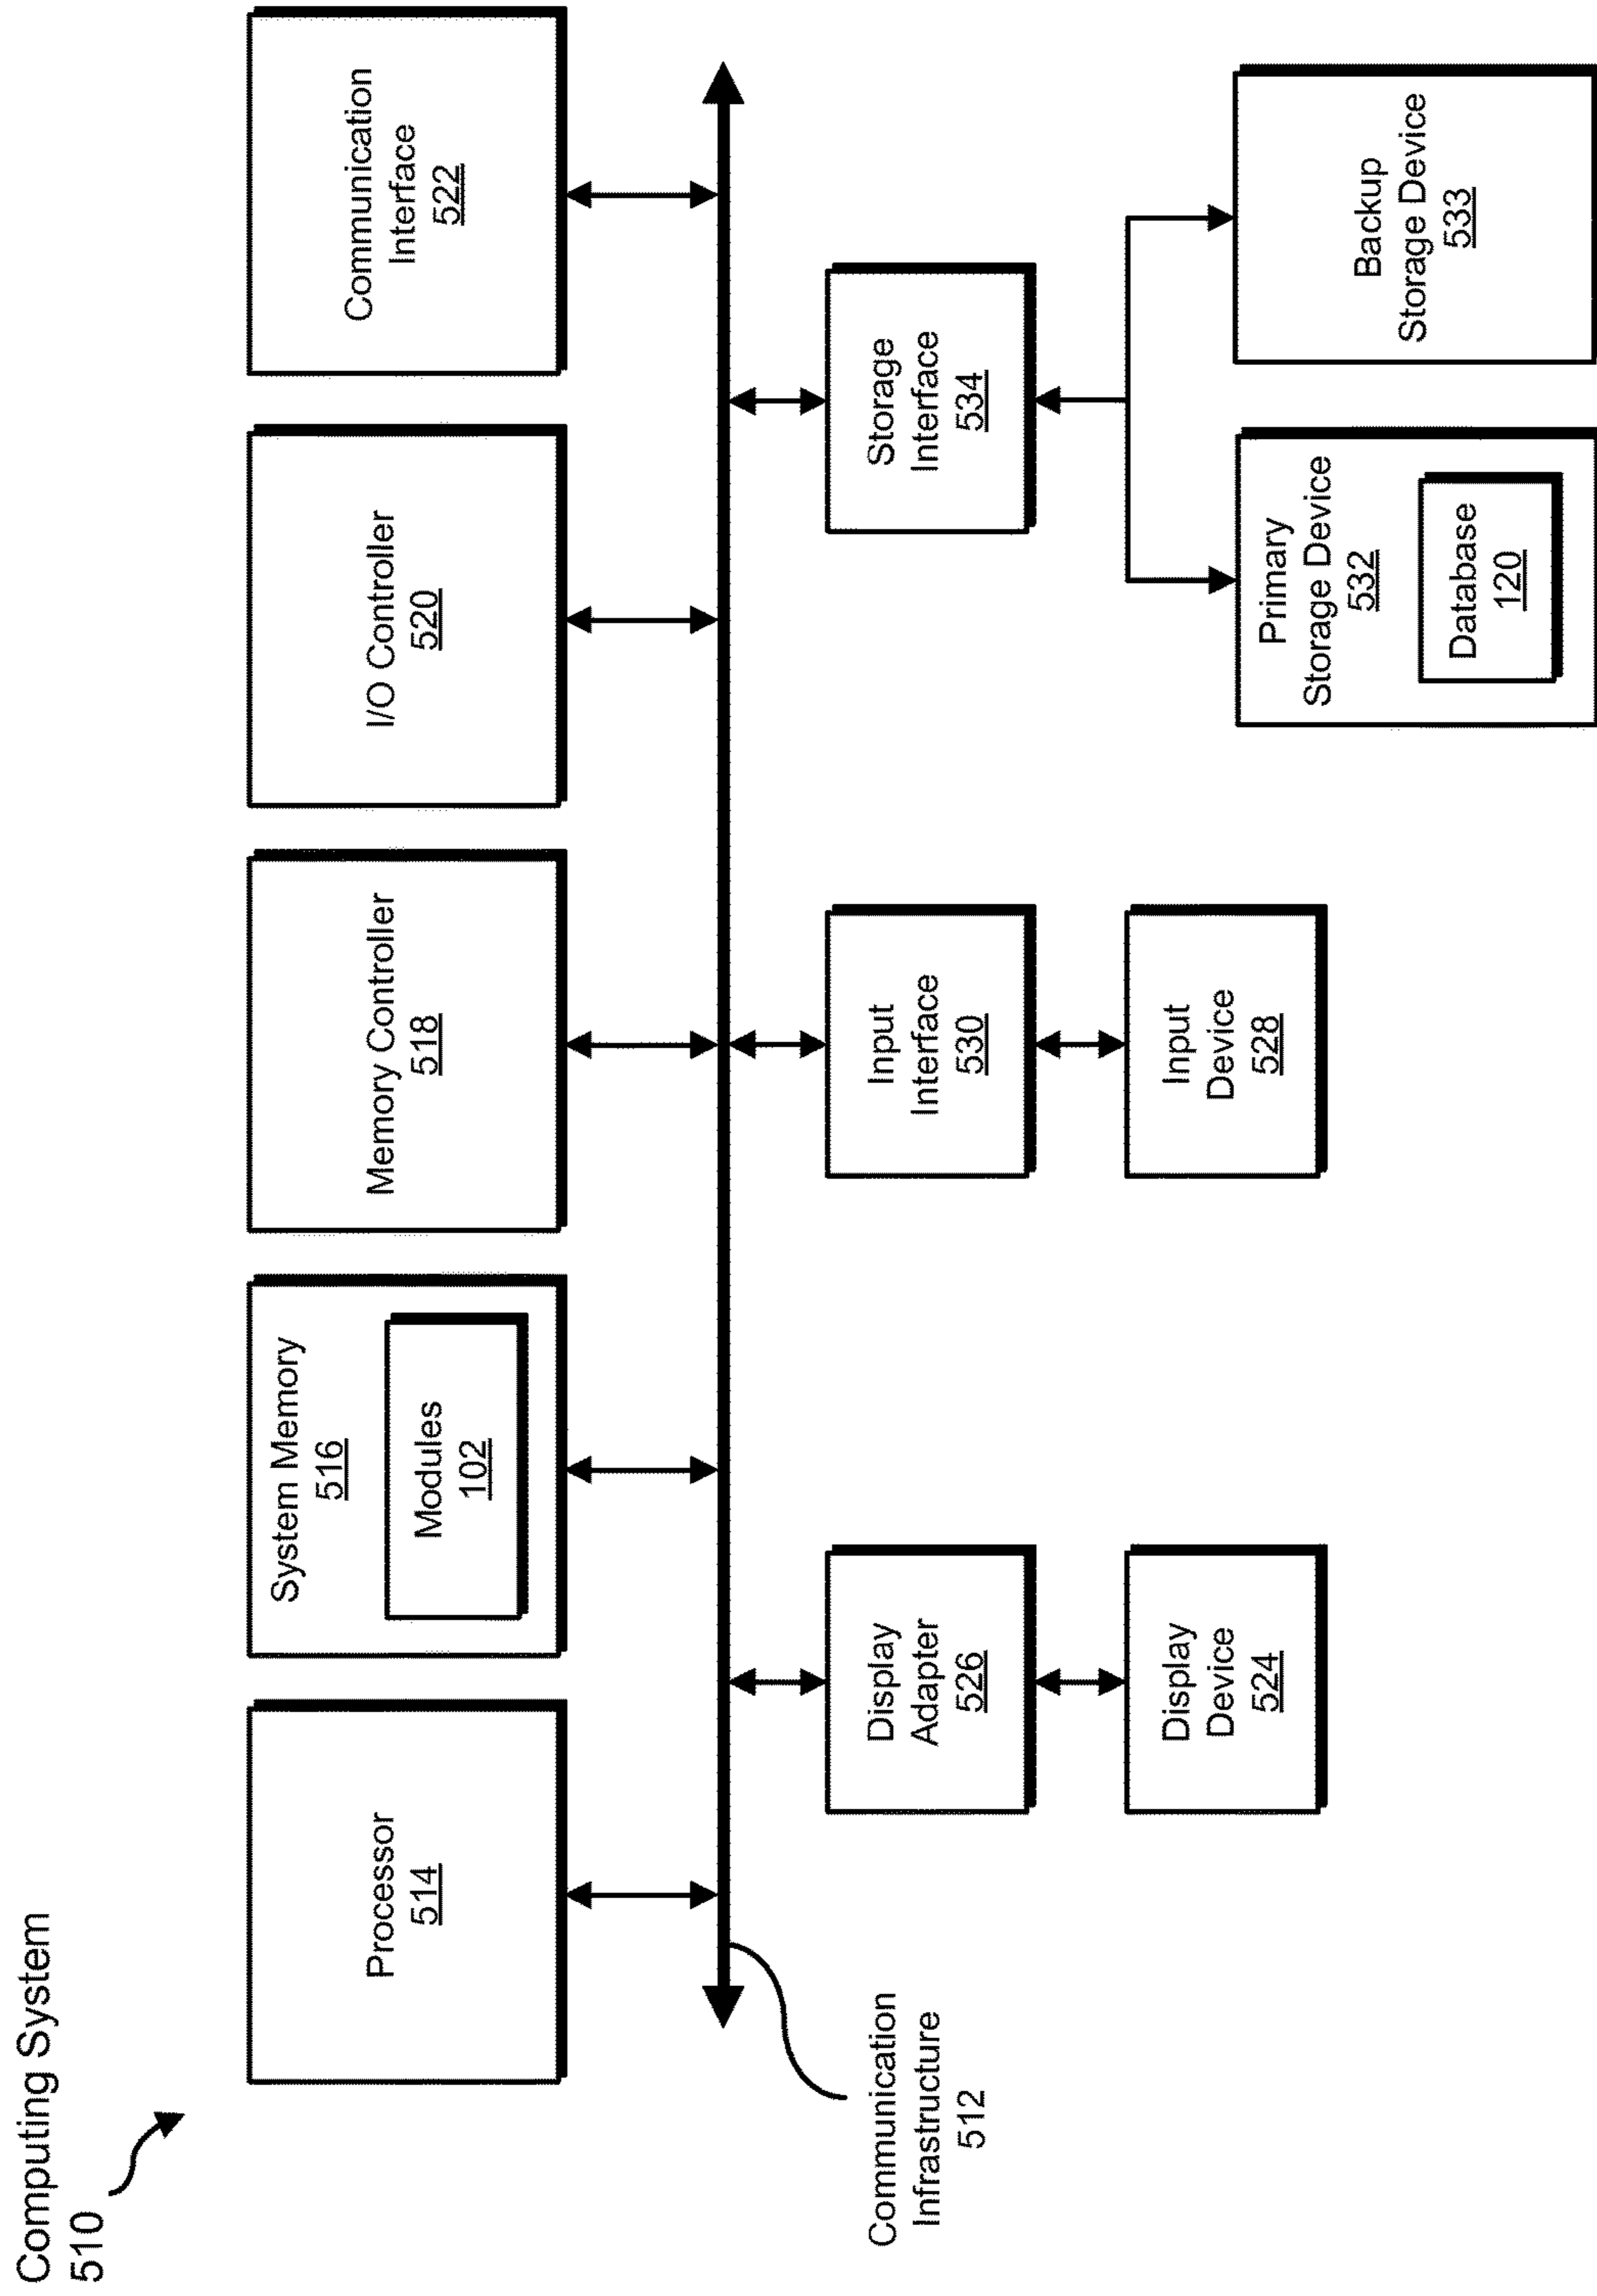 Computing System
510
Processor
514
System Memory
516
Modules
102
Memory Controller
518
I/O Controller
520
Communication
Interface
522
Communication
Infrastructure
512
Display
Adapter
526
Input
Interface
530
Storage
Interface
534
Display
Device
524
Input
Device
528
Primary
Storage Device
532
Database
120
Backup
Storage Device
533